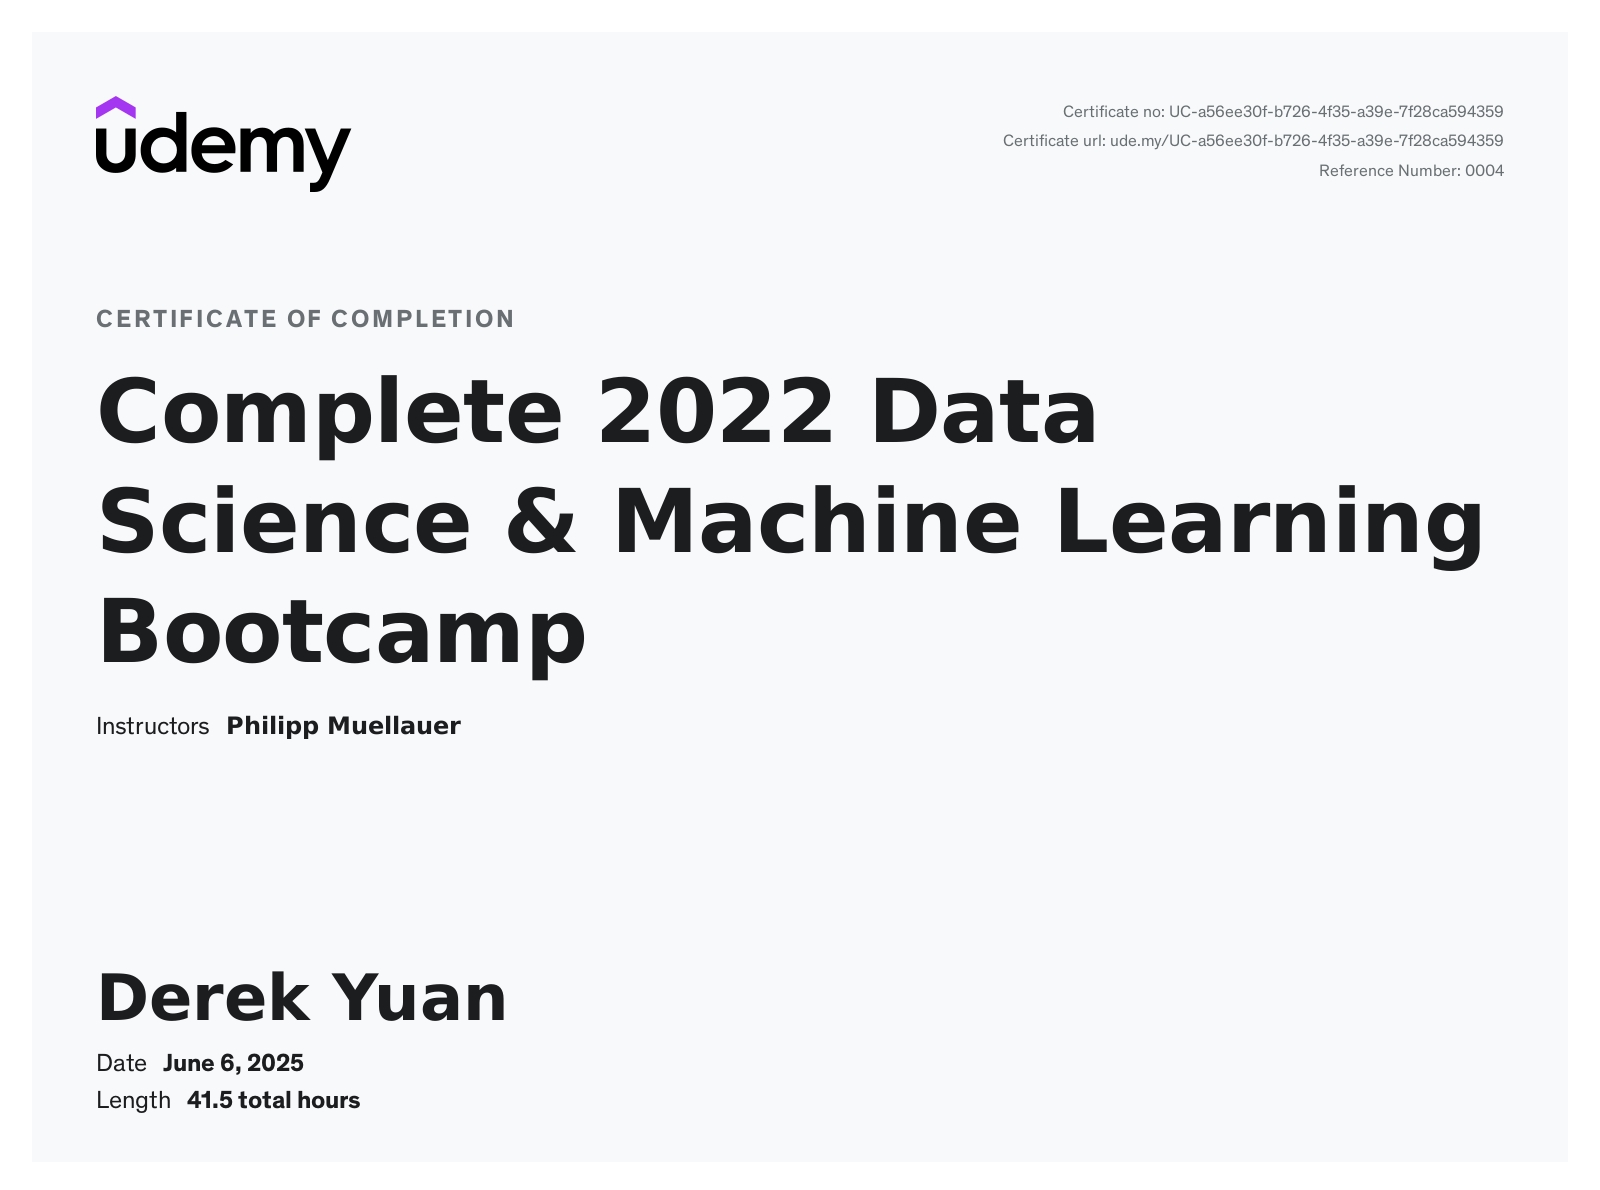 udemy
Certificate no: UC-a56ee30f-b726-4f35-a39e-7f28ca594359
Certificate url: ude.my/UC-a56ee30f-b726-4f35-a39e-7f28ca594359
Reference Number: 0004
CERTIFICATE OF COMPLETION
Complete 2022 Data
Science & Machine Learning
Bootcamp
Instructors Philipp Muellauer
Derek Yuan
Date June 6, 2025
Length 41.5 total hours